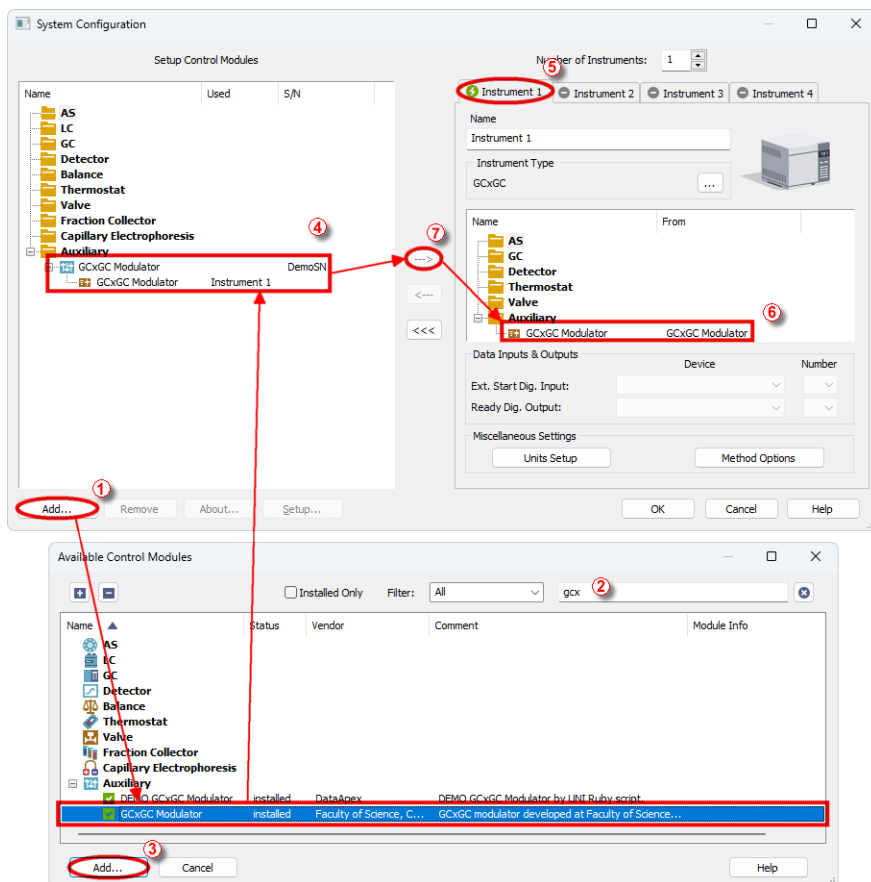 System Configuration
Setup Control Modules
Number of Instruments: 1
⑤
Name Used S/N
AS
LC
GC
Detector
Balance
Thermostat
Valve
Fraction Collector
Capillary Electrophoresis
Auxiliary
④
GCxGC Modulator DemoSN
GCxGC Modulator Instrument 1
⑦
--->
<---
<<<
Instrument 1 Instrument 2 Instrument 3 Instrument 4
Name
Instrument 1
Instrument Type
GCxGC ...
Name From
AS
GC
Detector
Thermostat
Valve
Auxiliary
⑥
GCxGC Modulator GCxGC Modulator
Data Inputs & Outputs
Device Number
Ext. Start Dig. Input:
Ready Dig. Output:
Miscellaneous Settings
Units Setup Method Options
①
Add... Remove About... Setup...
OK Cancel Help
Available Control Modules
Installed Only Filter: All gcx ②
Name Status Vendor Comment Module Info
AS
LC
GC
Detector
Balance
Thermostat
Valve
Fraction Collector
Capillary Electrophoresis
Auxiliary
DEMO GCxGC Modulator installed DataApex DEMO GCxGC Modulator by UNI Ruby script.
GCxGC Modulator installed Faculty of Science, C... GCxGC modulator developed at Faculty of Science...
③
Add... Cancel Help